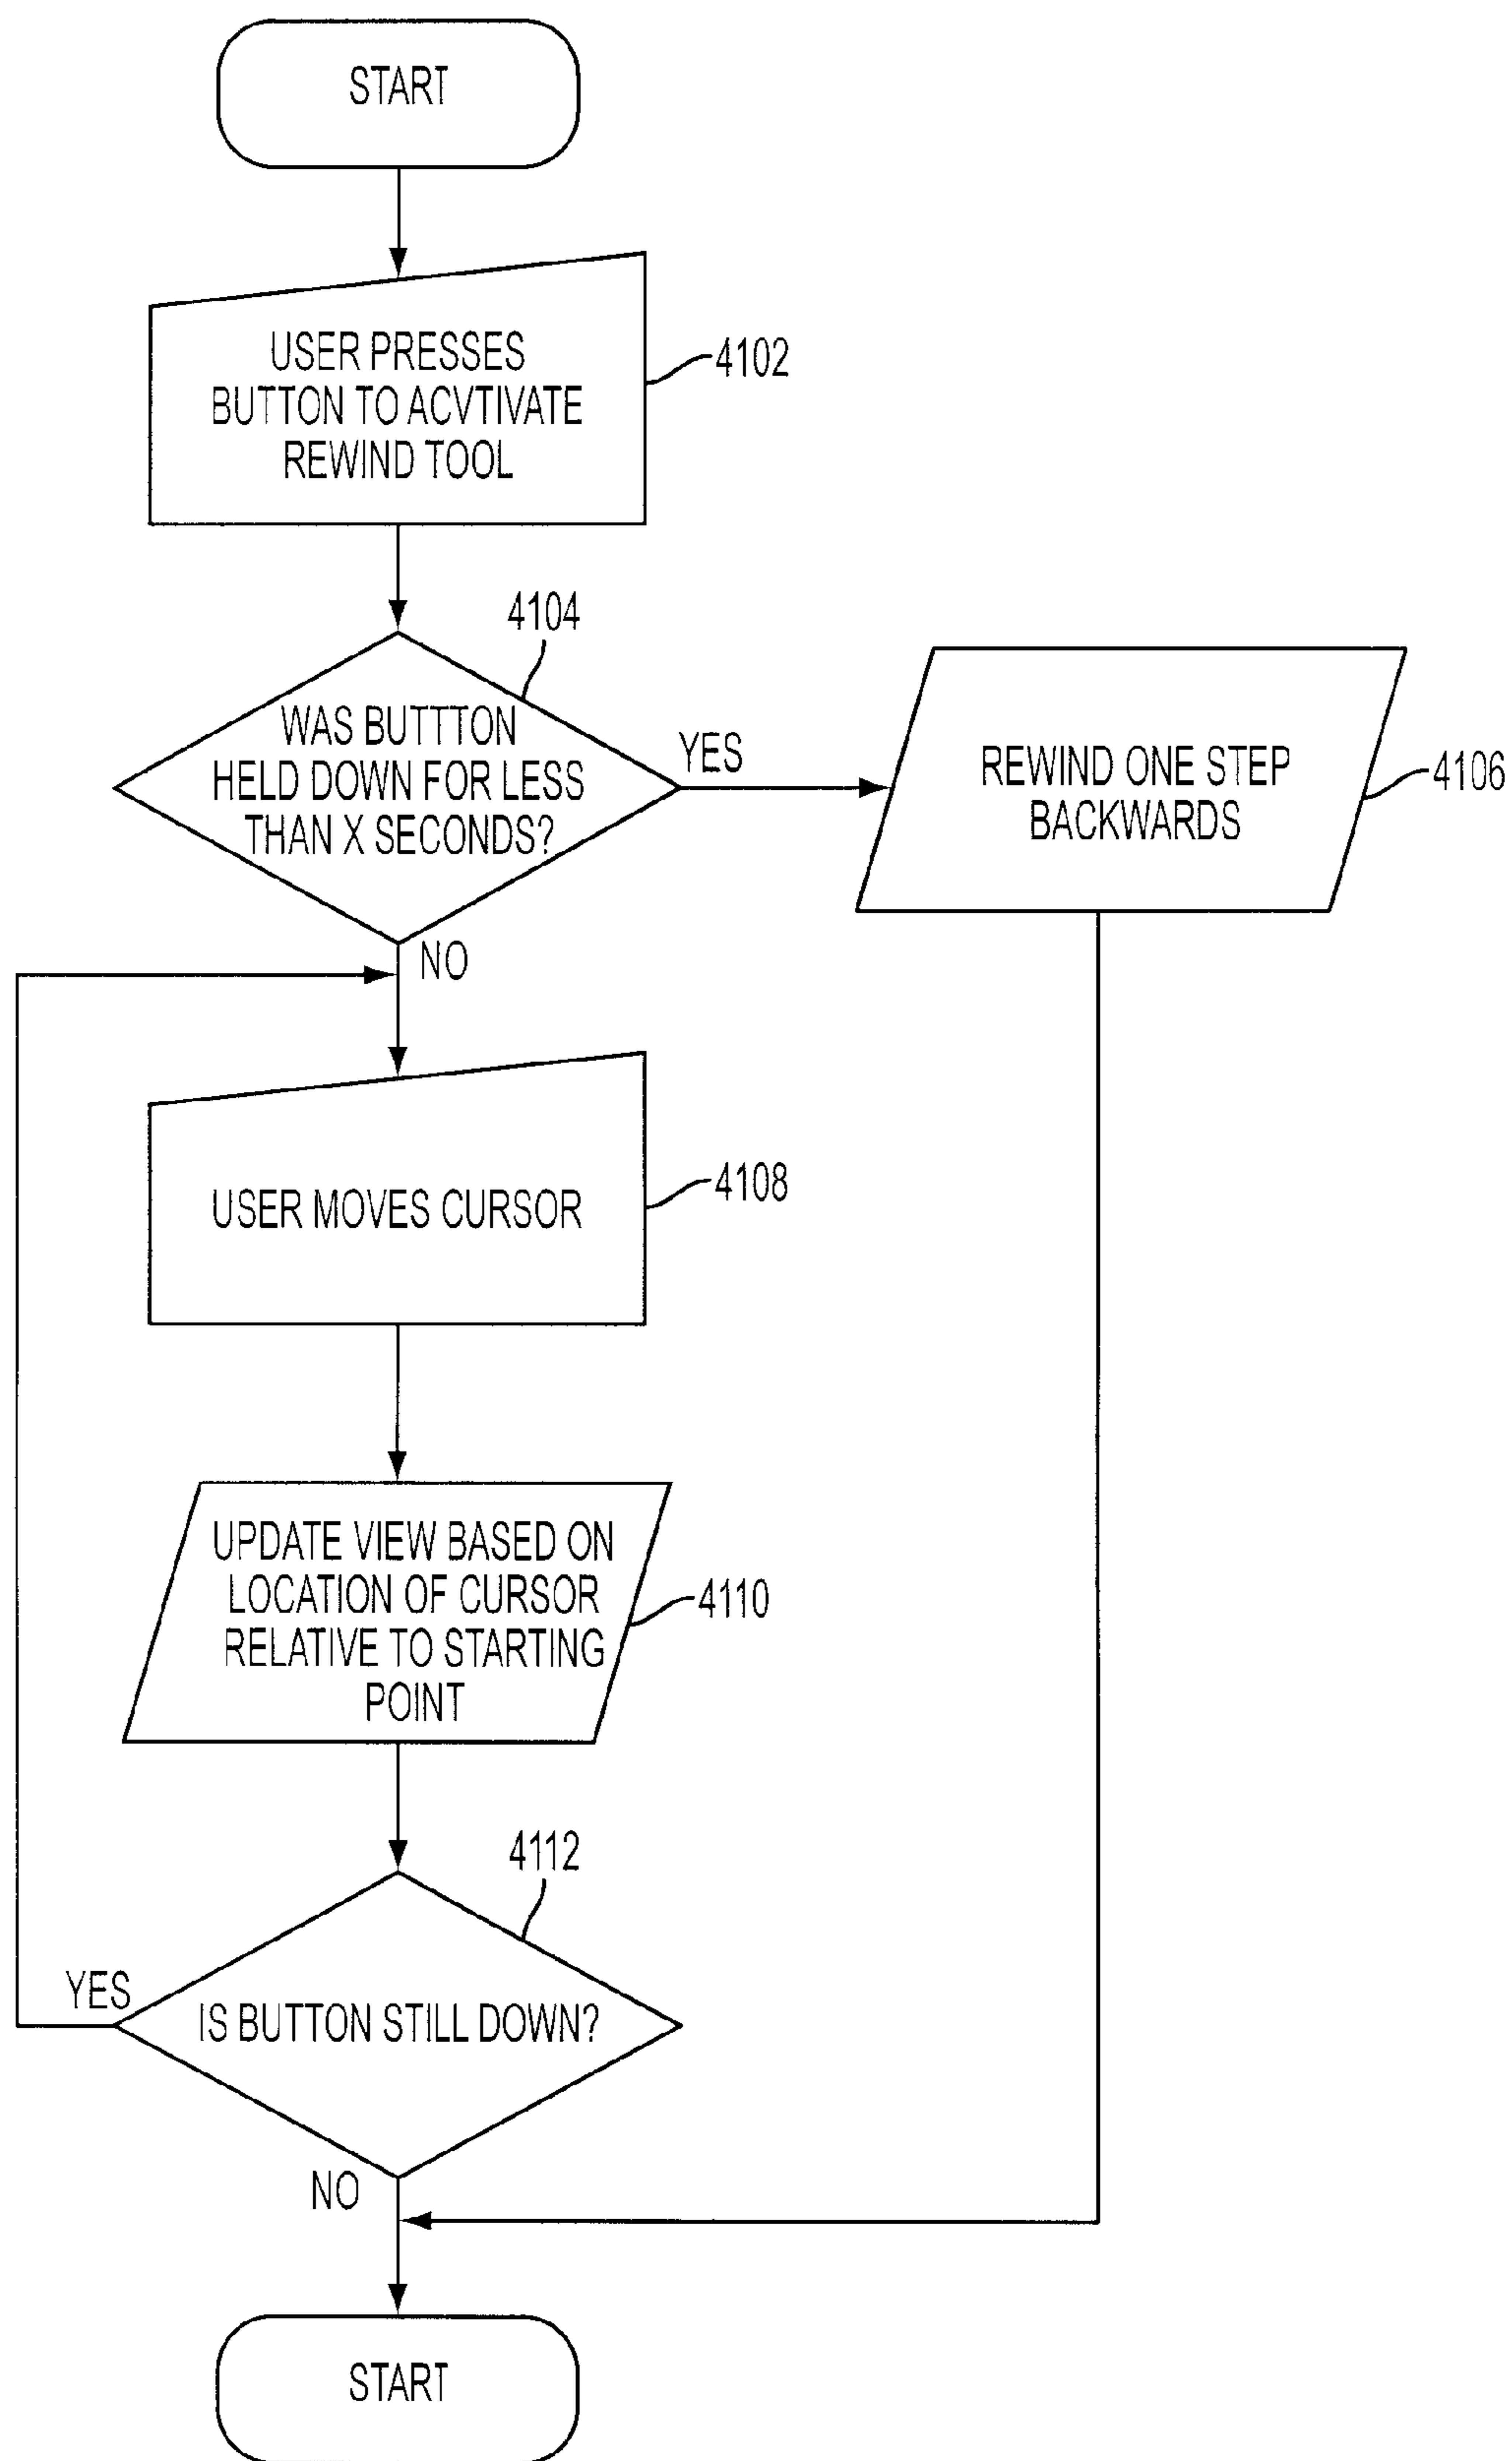 START
USER PRESSES
BUTTON TO ACVTIVATE
REWIND TOOL
4102
4104
WAS BUTTTON
HELD DOWN FOR LESS
THAN X SECONDS?
YES
REWIND ONE STEP
BACKWARDS
4106
NO
USER MOVES CURSOR
4108
UPDATE VIEW BASED ON
LOCATION OF CURSOR
RELATIVE TO STARTING
POINT
4110
4112
YES
IS BUTTON STILL DOWN?
NO
START